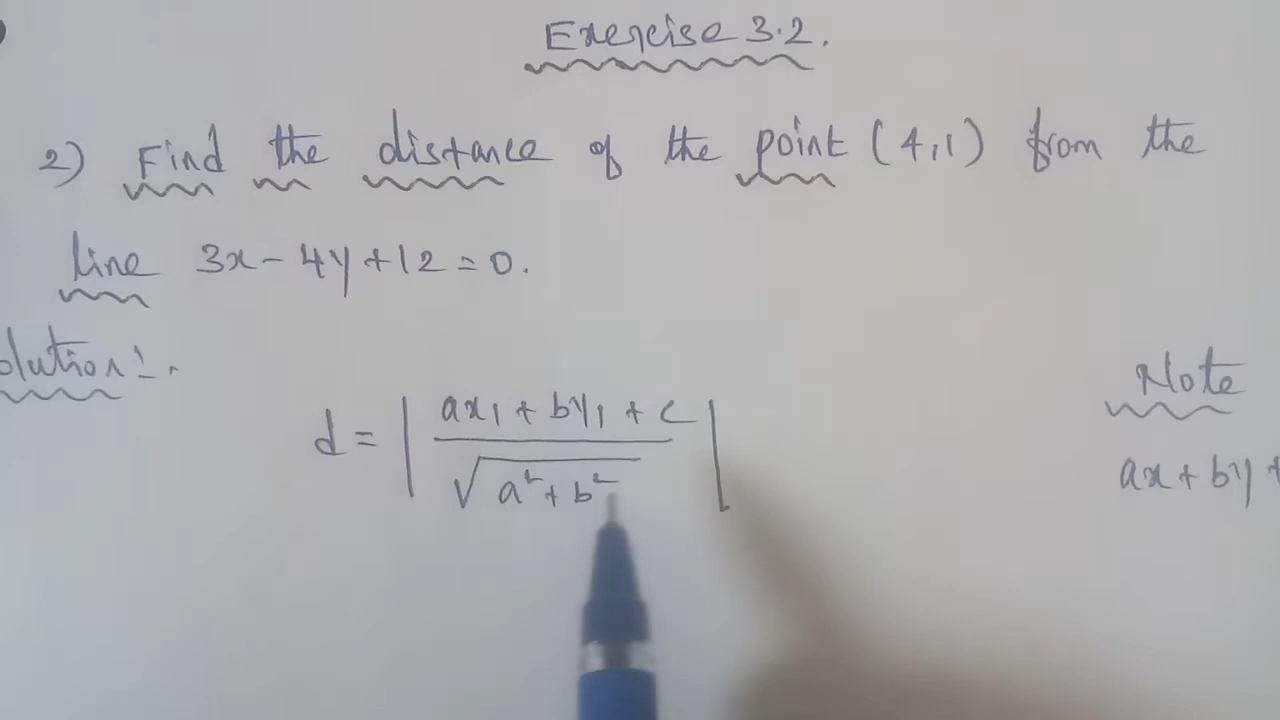 Exercise 3.2.
2) Find the distance of the point (4,1) from the
line 3x - 4y + 12 = 0.
olution:.
Note
d = | ax₁ + by₁ + c / √a² + b² |
ax + by +